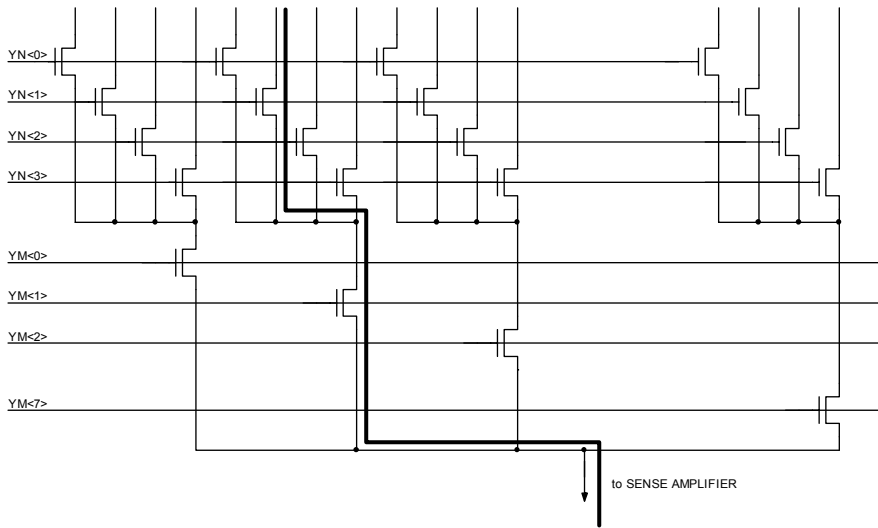 YN<0>
YN<1>
YN<2>
YN<3>
YM<0>
YM<1>
YM<2>
YM<7>
to SENSE AMPLIFIER